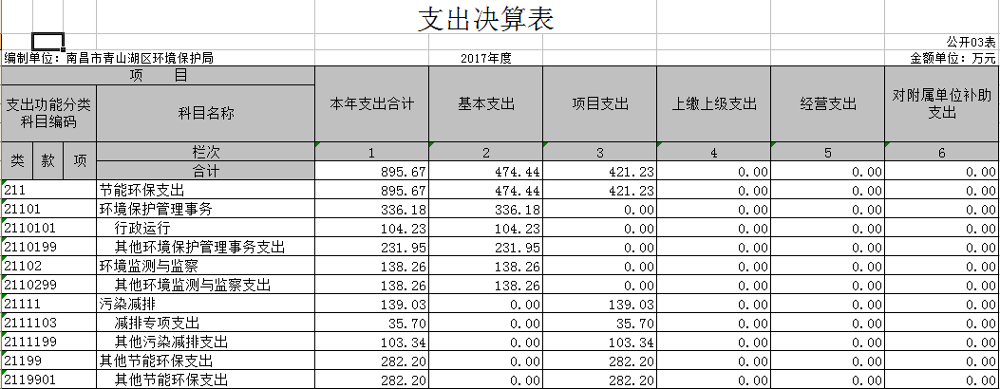 支出决算表
公开03表
编制单位：南昌市青山湖区环境保护局 2017年度 金额单位：万元
项 目
支出功能分类科目编码 科目名称 本年支出合计 基本支出 项目支出 上缴上级支出 经营支出 对附属单位补助支出
类 款 项 栏次 1 2 3 4 5 6
合计 895.67 474.44 421.23 0.00 0.00 0.00
211 节能环保支出 895.67 474.44 421.23 0.00 0.00 0.00
21101 环境保护管理事务 336.18 336.18 0.00 0.00 0.00 0.00
2110101 行政运行 104.23 104.23 0.00 0.00 0.00 0.00
2110199 其他环境保护管理事务支出 231.95 231.95 0.00 0.00 0.00 0.00
21102 环境监测与监察 138.26 138.26 0.00 0.00 0.00 0.00
2110299 其他环境监测与监察支出 138.26 138.26 0.00 0.00 0.00 0.00
21111 污染减排 139.03 0.00 139.03 0.00 0.00 0.00
2111103 减排专项支出 35.70 0.00 35.70 0.00 0.00 0.00
2111199 其他污染减排支出 103.34 0.00 103.34 0.00 0.00 0.00
21199 其他节能环保支出 282.20 0.00 282.20 0.00 0.00 0.00
2119901 其他节能环保支出 282.20 0.00 282.20 0.00 0.00 0.00